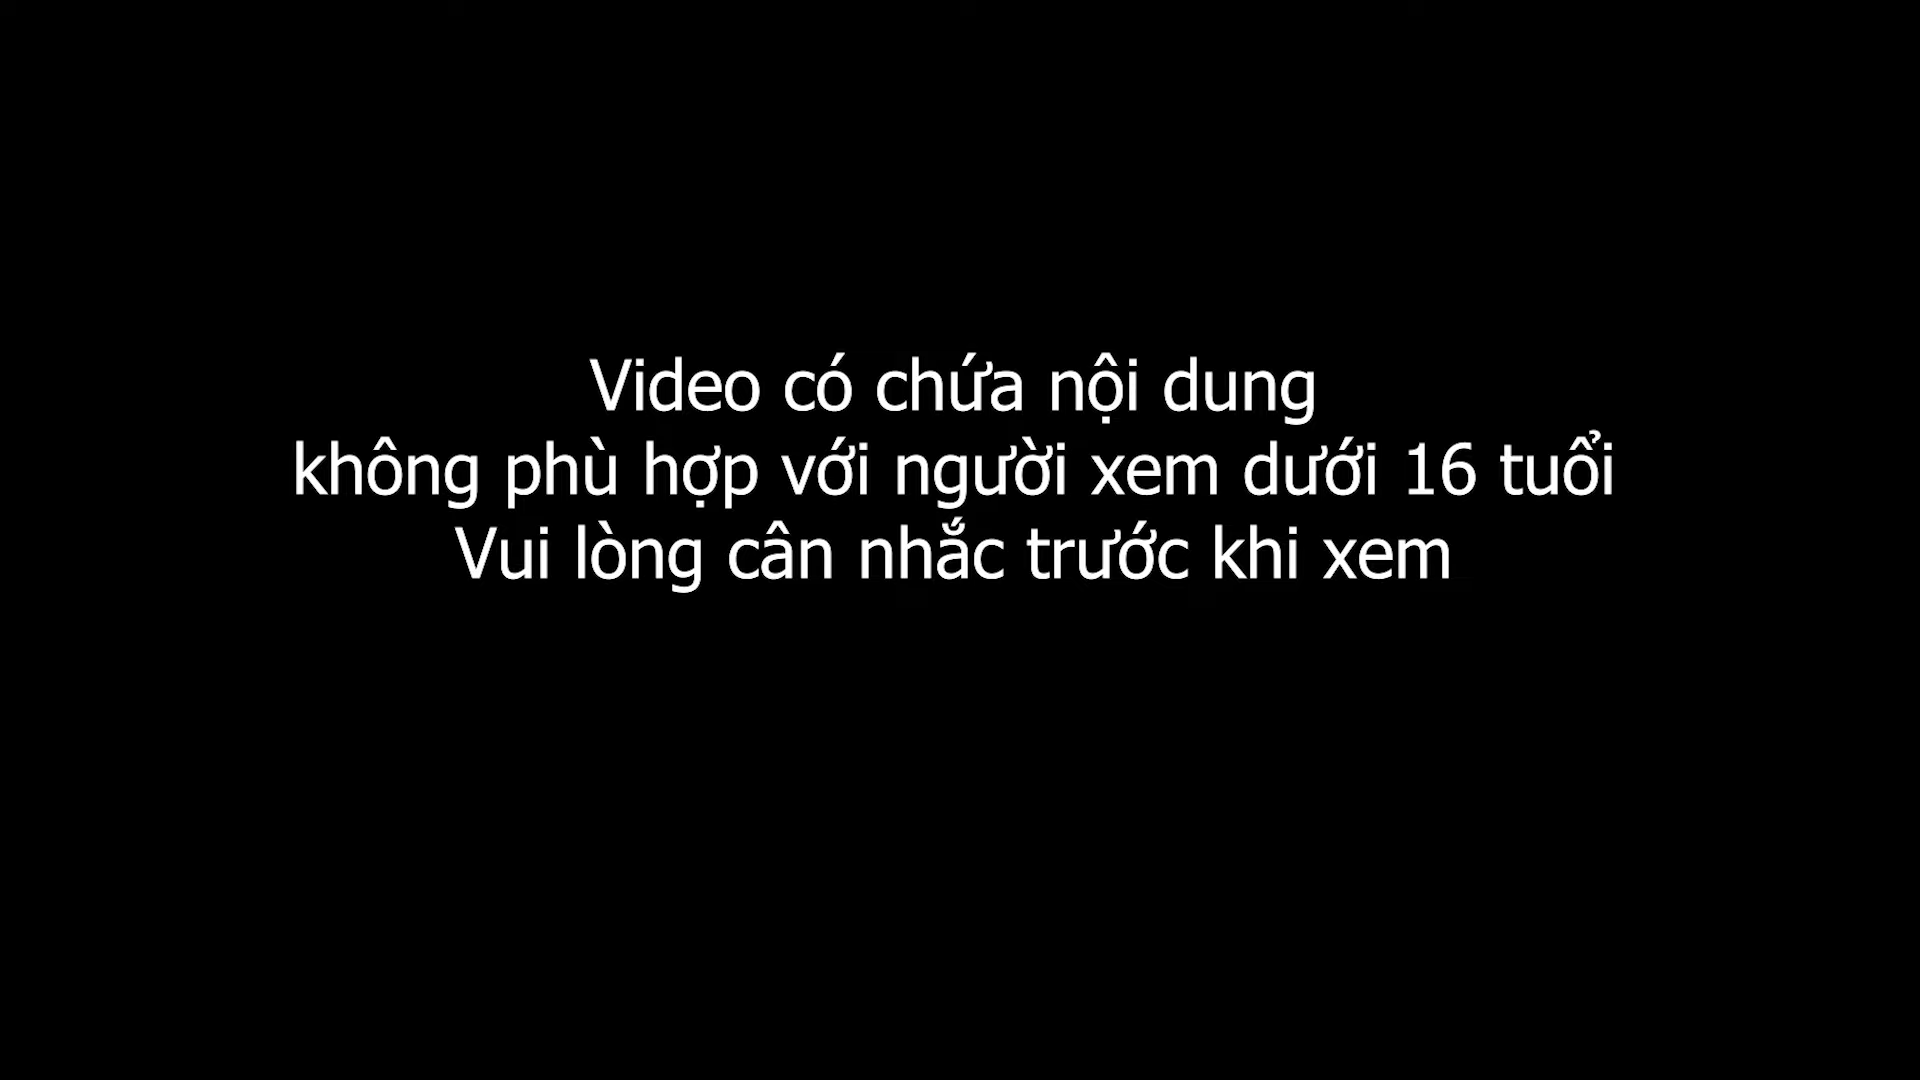 Video có chứa nội dung
không phù hợp với người xem dưới 16 tuổi
Vui lòng cân nhắc trước khi xem